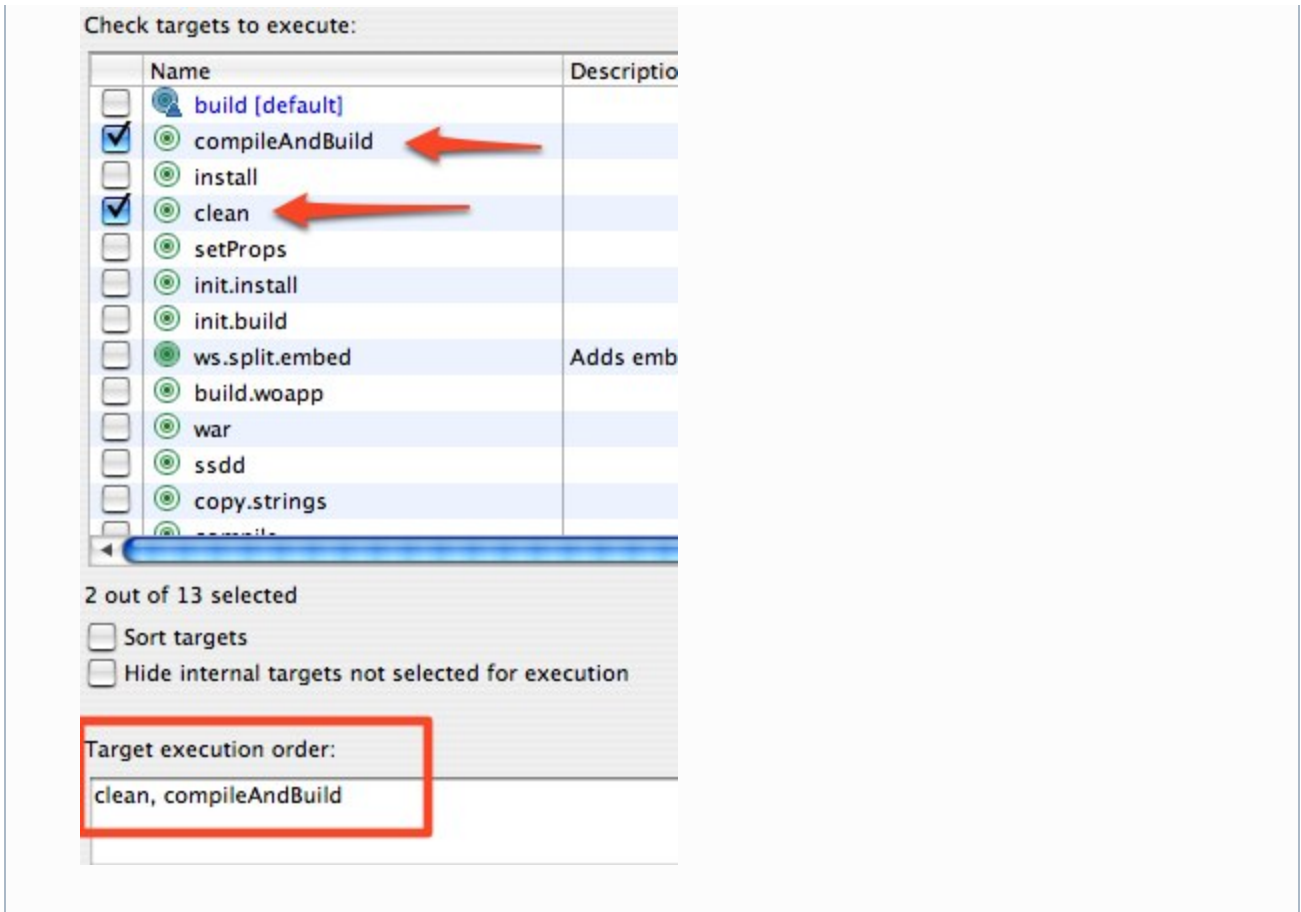 Check targets to execute:
Name Descriptio
build [default]
compileAndBuild
install
clean
setProps
init.install
init.build
ws.split.embed Adds emb
build.woapp
war
ssdd
copy.strings
2 out of 13 selected
Sort targets
Hide internal targets not selected for execution
Target execution order:
clean, compileAndBuild